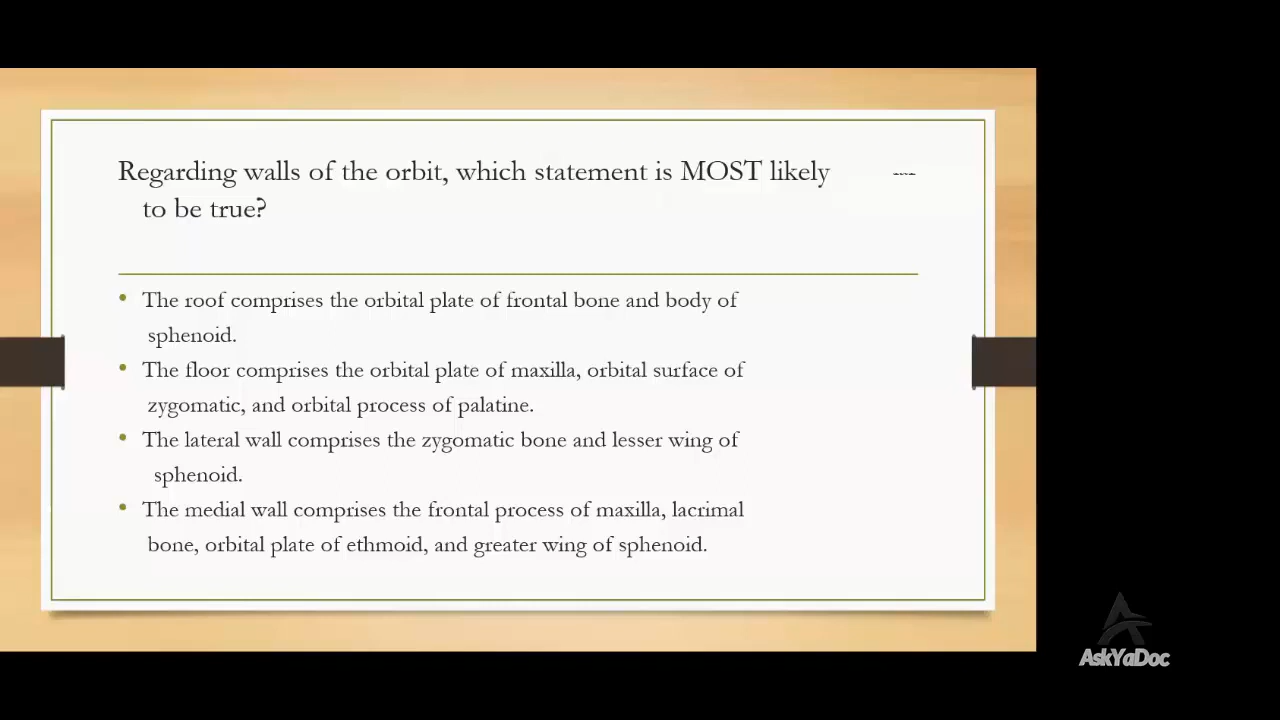 Regarding walls of the orbit, which statement is MOST likely
to be true?
• The roof comprises the orbital plate of frontal bone and body of
sphenoid.
• The floor comprises the orbital plate of maxilla, orbital surface of
zygomatic, and orbital process of palatine.
• The lateral wall comprises the zygomatic bone and lesser wing of
sphenoid.
• The medial wall comprises the frontal process of maxilla, lacrimal
bone, orbital plate of ethmoid, and greater wing of sphenoid.
AskYaDoc